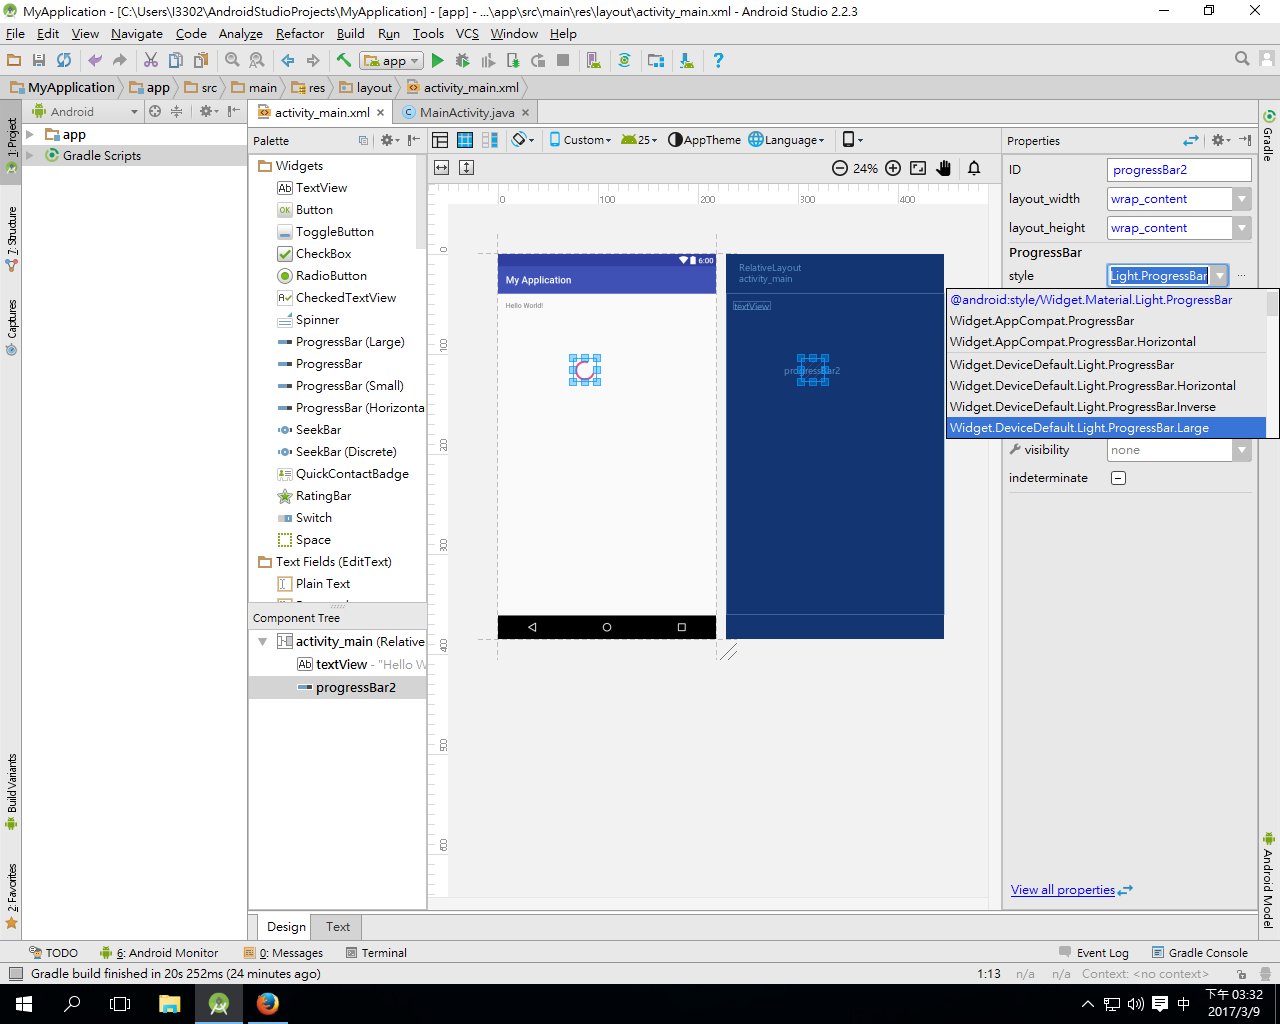 MyApplication - [C:\Users\I3302\AndroidStudioProjects\MyApplication] - [app] - ...\app\src\main\res\layout\activity_main.xml - Android Studio 2.2.3
File Edit View Navigate Code Analyze Refactor Build Run Tools VCS Window Help
app
MyApplication app src main res layout activity_main.xml
Android
activity_main.xml
MainActivity.java
1: Project
7: Structure
Captures
Build Variants
2: Favorites
app
Gradle Scripts
Palette
Widgets
Ab TextView
OK Button
ToggleButton
CheckBox
RadioButton
CheckedTextView
Spinner
ProgressBar (Large)
ProgressBar
ProgressBar (Small)
ProgressBar (Horizonta
SeekBar
SeekBar (Discrete)
QuickContactBadge
RatingBar
Switch
Space
Text Fields (EditText)
Plain Text
Component Tree
activity_main (Relative
Ab textView - "Hello W
progressBar2
Custom 25 AppTheme Language
24%
0 100 200 300 400
0
100
200
300
400
500
600
6:00
My Application
Hello World!
RelativeLayout
activity_main
textView
progressBar2
Properties
ID progressBar2
layout_width wrap_content
layout_height wrap_content
ProgressBar
style Light.ProgressBar ...
@android:style/Widget.Material.Light.ProgressBar
Widget.AppCompat.ProgressBar
Widget.AppCompat.ProgressBar.Horizontal
Widget.DeviceDefault.Light.ProgressBar
Widget.DeviceDefault.Light.ProgressBar.Horizontal
Widget.DeviceDefault.Light.ProgressBar.Inverse
Widget.DeviceDefault.Light.ProgressBar.Large
visibility none
indeterminate
View all properties
Gradle
Android Model
Design Text
TODO 6: Android Monitor 0: Messages Terminal Event Log Gradle Console
Gradle build finished in 20s 252ms (24 minutes ago) 1:13 n/a n/a Context: <no context>
中
下午 03:32
2017/3/9